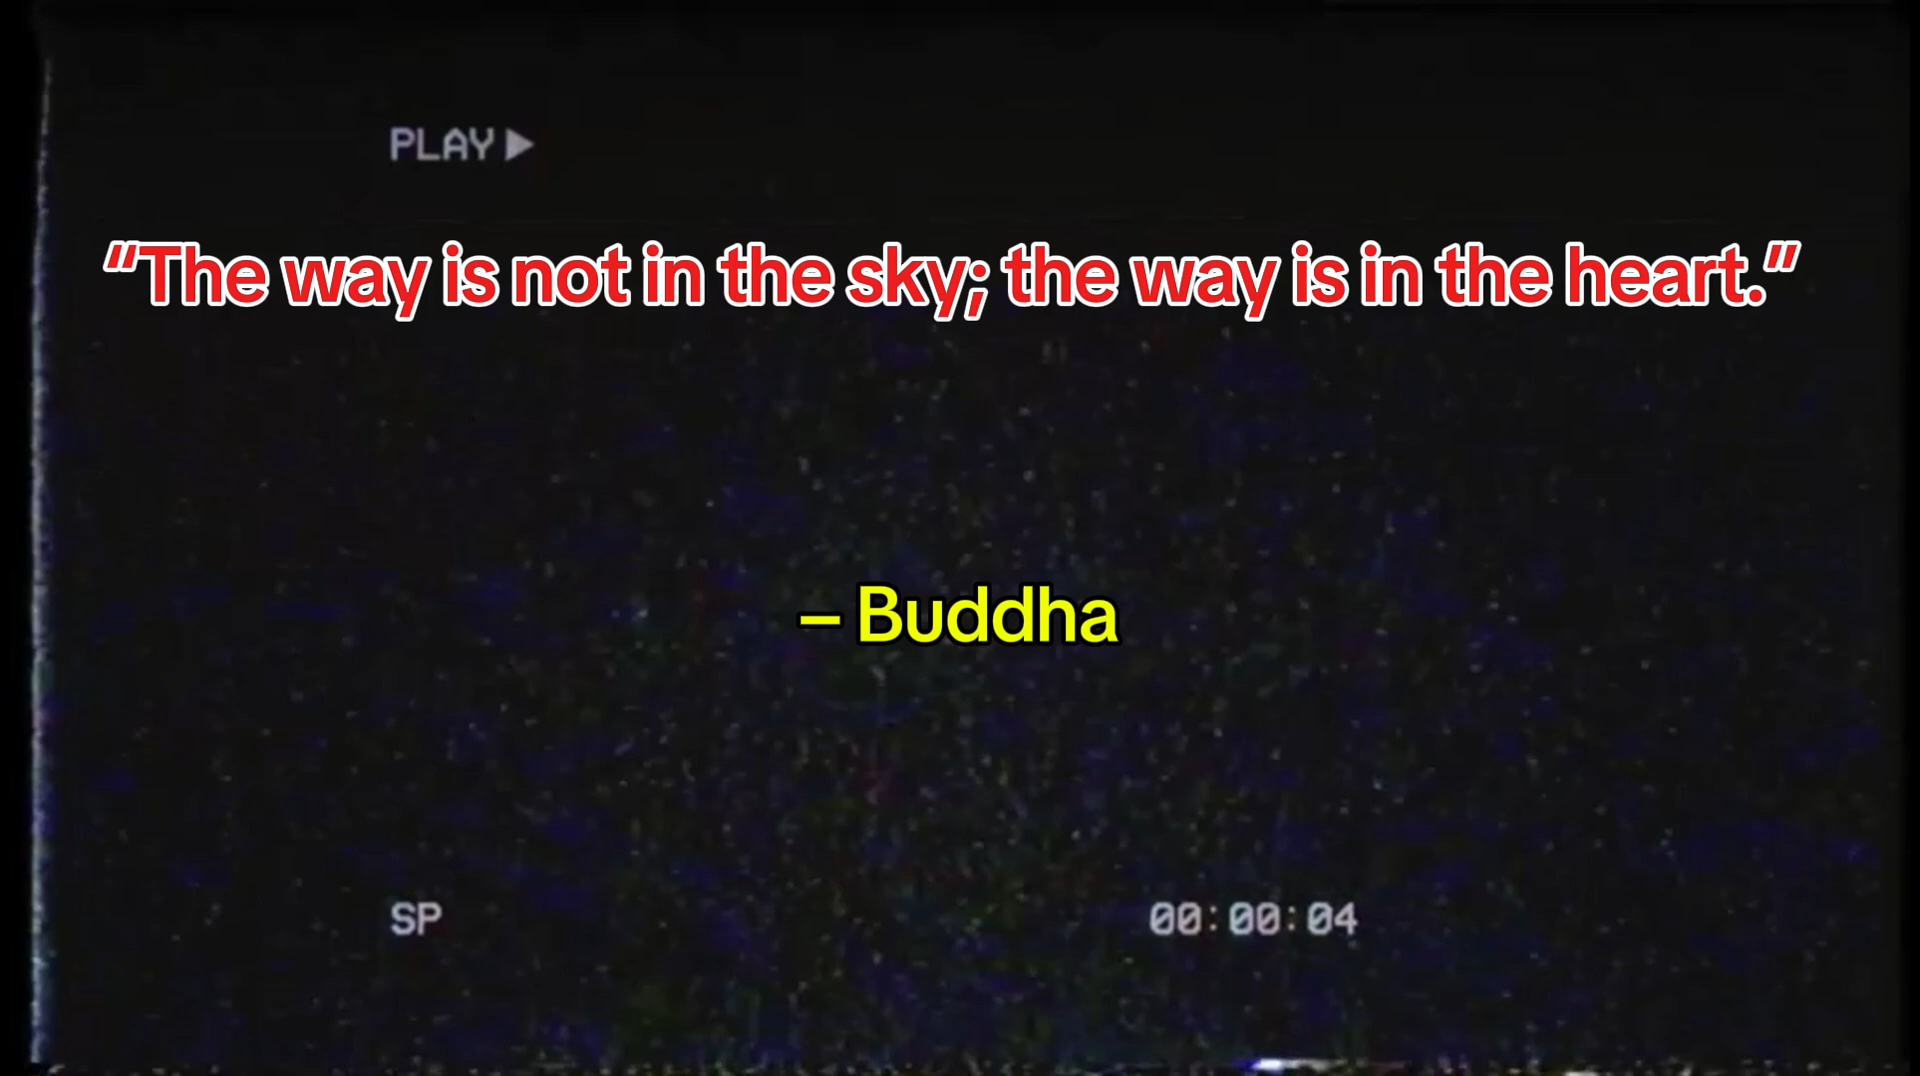 PLAY ▶
“The way is not in the sky; the way is in the heart.”
– Buddha
SP
00:00:04